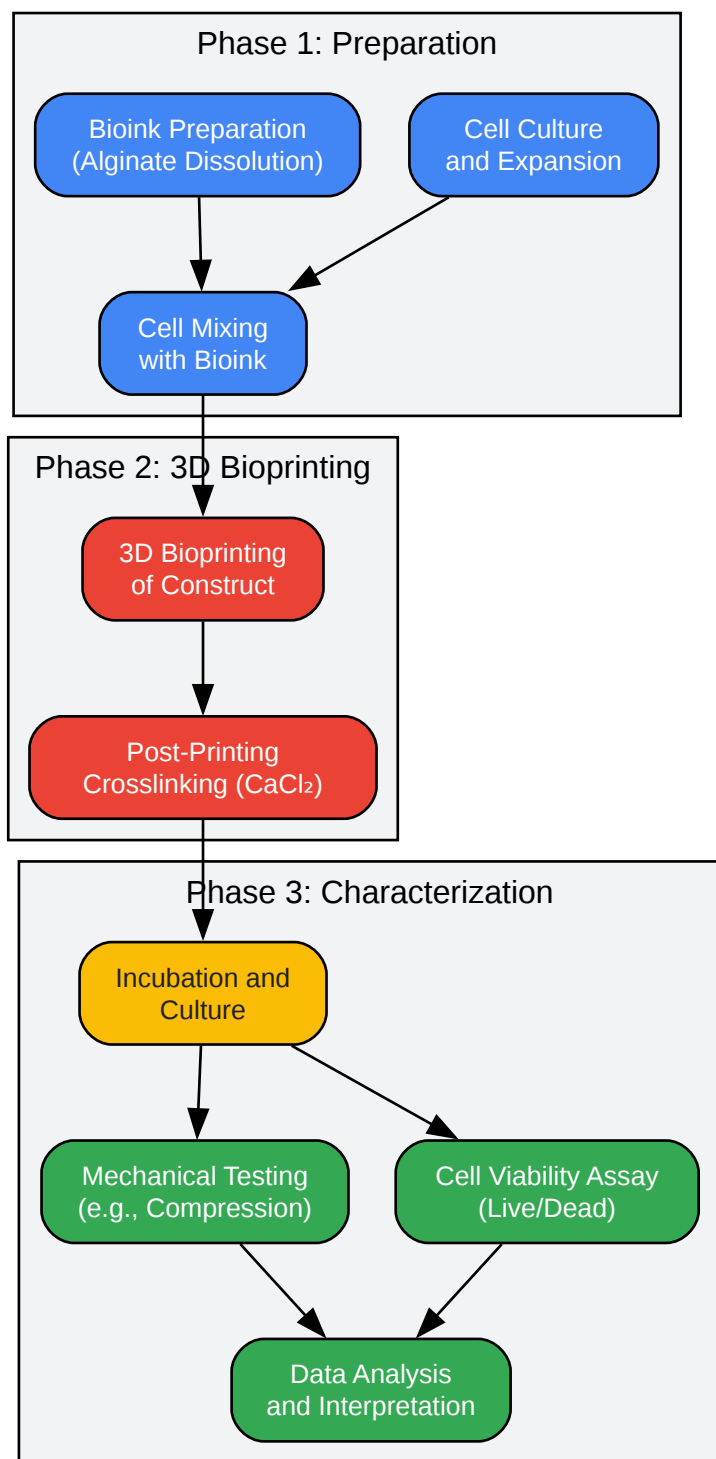 Phase 1: Preparation
Bioink Preparation
(Alginate Dissolution)
Cell Culture
and Expansion
Cell Mixing
with Bioink
Phase 2: 3D Bioprinting
3D Bioprinting
of Construct
Post-Printing
Crosslinking (CaCl₂)
Phase 3: Characterization
Incubation and
Culture
Mechanical Testing
(e.g., Compression)
Cell Viability Assay
(Live/Dead)
Data Analysis
and Interpretation